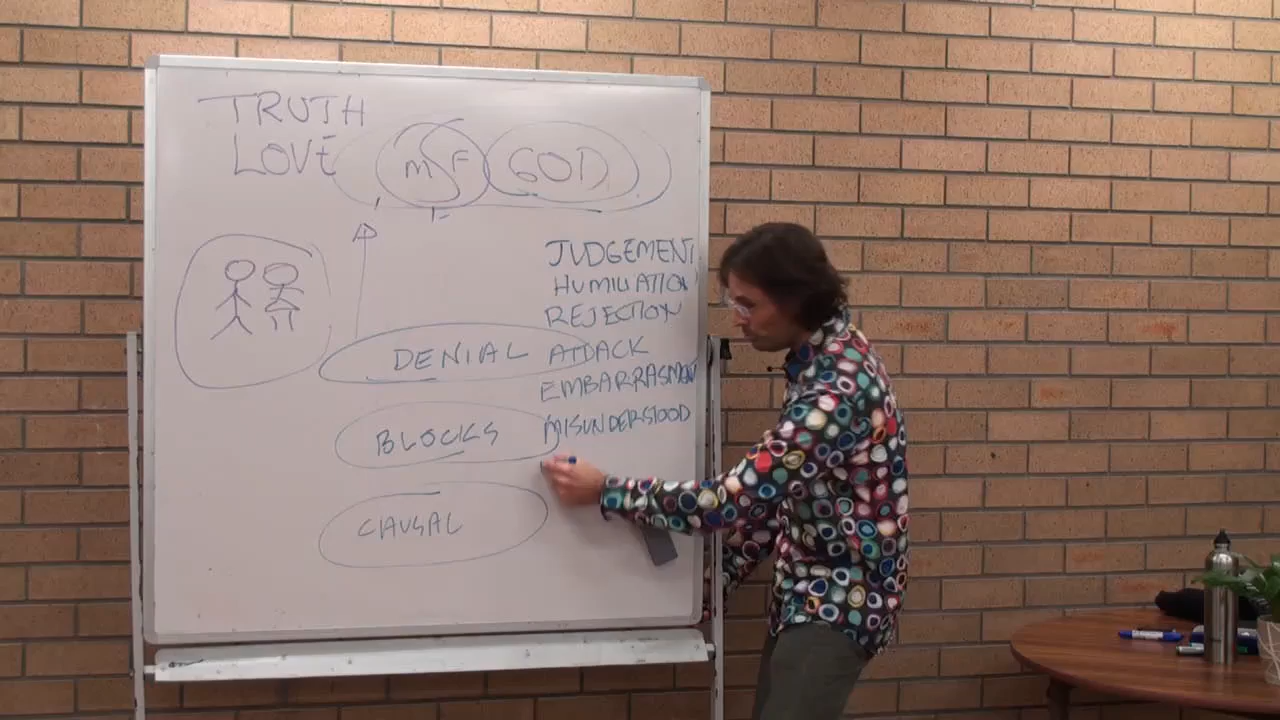 TRUTH
LOVE
M F GOD
JUDGEMENT
HUMILIATION
REJECTION
DENIAL
ATTACK
EMBARRASMENT
BLOCKS
MISUNDERSTOOD
CAUSAL